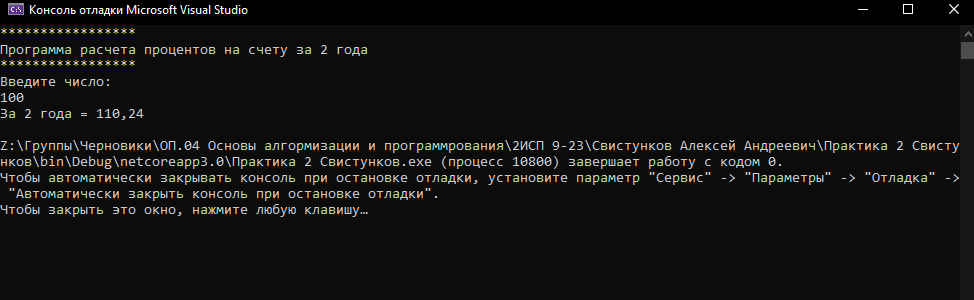 Консоль отладки Microsoft Visual Studio
*****************
Программа расчета процентов на счету за 2 года
*****************
Введите число:
100
За 2 года = 110,24
Z:\Группы\Черновики\ОП.04 Основы алгормизации и программрования\2ИСП 9-23\Свистунков Алексей Андреевич\Практика 2 Свисту
нков\bin\Debug\netcoreapp3.0\Практика 2 Свистунков.exe (процесс 10800) завершает работу с кодом 0.
Чтобы автоматически закрывать консоль при остановке отладки, установите параметр "Сервис" -> "Параметры" -> "Отладка" ->
"Автоматически закрыть консоль при остановке отладки".
Чтобы закрыть это окно, нажмите любую клавишу…